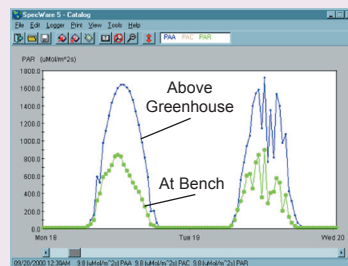 SpecWare 5 - Catalog
File Edit Logger Print View Tools Help
PAA PAC PAR
PAR (uMol/m^2s)
1800.0
1600.0
1400.0
1200.0
1000.0
800.0
600.0
400.0
200.0
0.0
Above
Greenhouse
At Bench
Mon 18 Tue 19 Wed 20
09/20/2000 12:30AM 9.0 (uMol/m^2s) PAA 9.0 (uMol/m^2s) PAC 9.0 (uMol/m^2s) PAR